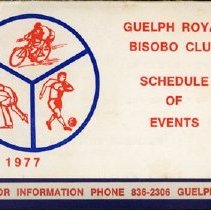 GUELPH ROYA
BISOBO CLU
SCHEDULE
OF
EVENTS
1977
OR INFORMATION PHONE 836-2306 GUELP